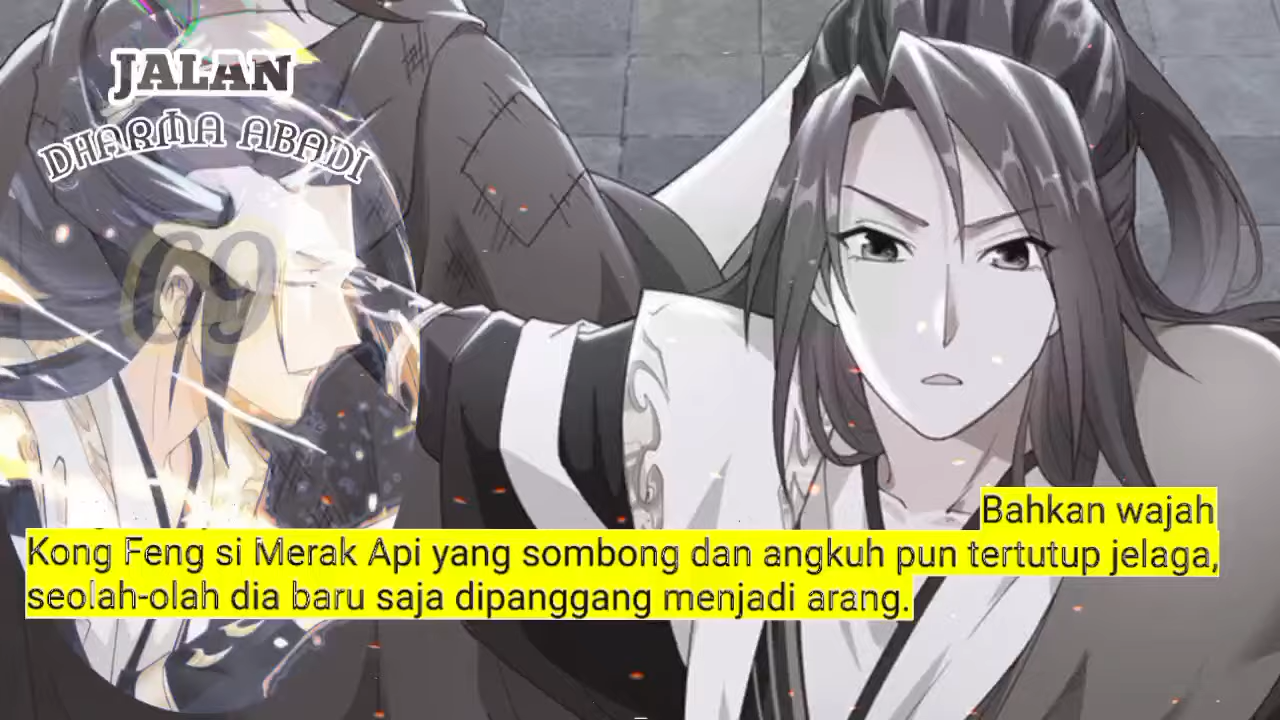 JALAN
DHARMA ABADI
69
Bahkan wajah
Kong Feng si Merak Api yang sombong dan angkuh pun tertutup jelaga,
seolah-olah dia baru saja dipanggang menjadi arang.